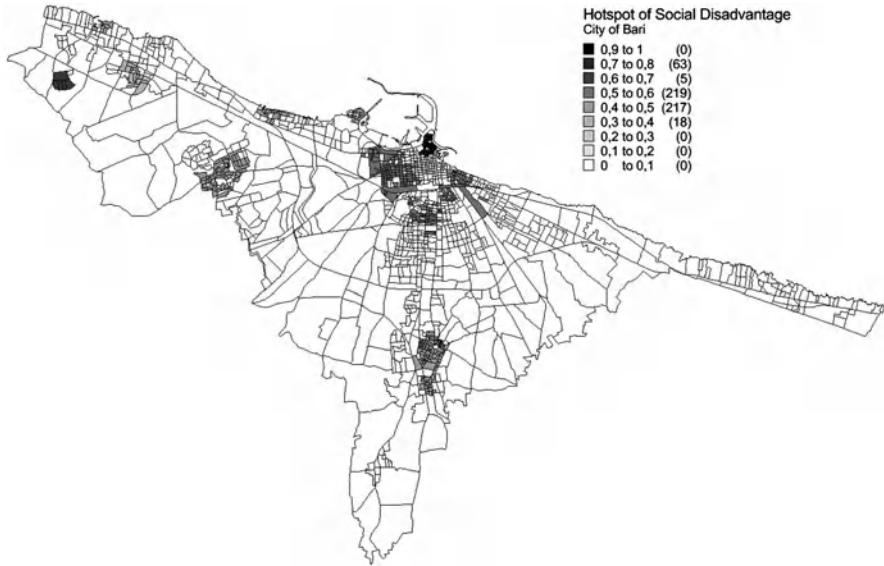 Hotspot of Social Disadvantage
City of Bari
0,9 to 1 (0)
0,7 to 0,8 (63)
0,6 to 0,7 (5)
0,5 to 0,6 (219)
0,4 to 0,5 (217)
0,3 to 0,4 (18)
0,2 to 0,3 (0)
0,1 to 0,2 (0)
0 to 0,1 (0)